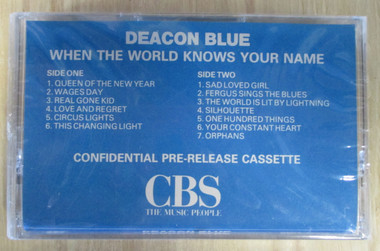 DEACON BLUE
WHEN THE WORLD KNOWS YOUR NAME
SIDE ONE
1. QUEEN OF THE NEW YEAR
2. WAGES DAY
3. REAL GONE KID
4. LOVE AND REGRET
5. CIRCUS LIGHTS
6. THIS CHANGING LIGHT
SIDE TWO
1. SAD LOVED GIRL
2. FERGUS SINGS THE BLUES
3. THE WORLD IS LIT BY LIGHTNING
4. SILHOUETTE
5. ONE HUNDRED THINGS
6. YOUR CONSTANT HEART
7. ORPHANS
CONFIDENTIAL PRE-RELEASE CASSETTE
CBS
THE MUSIC PEOPLE
DEACON BLUE